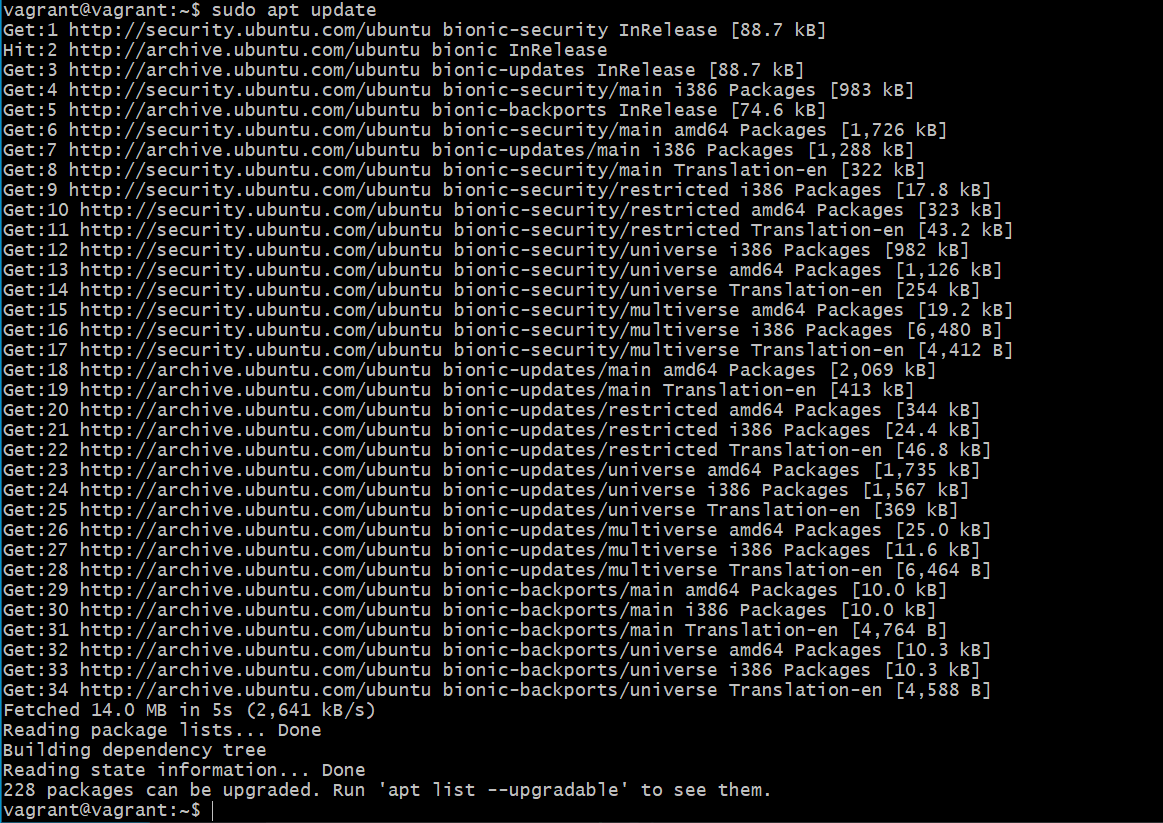 vagrant@vagrant:~$ sudo apt update
Get:1 http://security.ubuntu.com/ubuntu bionic-security InRelease [88.7 kB]
Hit:2 http://archive.ubuntu.com/ubuntu bionic InRelease
Get:3 http://archive.ubuntu.com/ubuntu bionic-updates InRelease [88.7 kB]
Get:4 http://security.ubuntu.com/ubuntu bionic-security/main i386 Packages [983 kB]
Get:5 http://archive.ubuntu.com/ubuntu bionic-backports InRelease [74.6 kB]
Get:6 http://security.ubuntu.com/ubuntu bionic-security/main amd64 Packages [1,726 kB]
Get:7 http://archive.ubuntu.com/ubuntu bionic-updates/main i386 Packages [1,288 kB]
Get:8 http://security.ubuntu.com/ubuntu bionic-security/main Translation-en [322 kB]
Get:9 http://security.ubuntu.com/ubuntu bionic-security/restricted i386 Packages [17.8 kB]
Get:10 http://security.ubuntu.com/ubuntu bionic-security/restricted amd64 Packages [323 kB]
Get:11 http://security.ubuntu.com/ubuntu bionic-security/restricted Translation-en [43.2 kB]
Get:12 http://security.ubuntu.com/ubuntu bionic-security/universe i386 Packages [982 kB]
Get:13 http://security.ubuntu.com/ubuntu bionic-security/universe amd64 Packages [1,126 kB]
Get:14 http://security.ubuntu.com/ubuntu bionic-security/universe Translation-en [254 kB]
Get:15 http://security.ubuntu.com/ubuntu bionic-security/multiverse amd64 Packages [19.2 kB]
Get:16 http://security.ubuntu.com/ubuntu bionic-security/multiverse i386 Packages [6,480 B]
Get:17 http://security.ubuntu.com/ubuntu bionic-security/multiverse Translation-en [4,412 B]
Get:18 http://archive.ubuntu.com/ubuntu bionic-updates/main amd64 Packages [2,069 kB]
Get:19 http://archive.ubuntu.com/ubuntu bionic-updates/main Translation-en [413 kB]
Get:20 http://archive.ubuntu.com/ubuntu bionic-updates/restricted amd64 Packages [344 kB]
Get:21 http://archive.ubuntu.com/ubuntu bionic-updates/restricted i386 Packages [24.4 kB]
Get:22 http://archive.ubuntu.com/ubuntu bionic-updates/restricted Translation-en [46.8 kB]
Get:23 http://archive.ubuntu.com/ubuntu bionic-updates/universe amd64 Packages [1,735 kB]
Get:24 http://archive.ubuntu.com/ubuntu bionic-updates/universe i386 Packages [1,567 kB]
Get:25 http://archive.ubuntu.com/ubuntu bionic-updates/universe Translation-en [369 kB]
Get:26 http://archive.ubuntu.com/ubuntu bionic-updates/multiverse amd64 Packages [25.0 kB]
Get:27 http://archive.ubuntu.com/ubuntu bionic-updates/multiverse i386 Packages [11.6 kB]
Get:28 http://archive.ubuntu.com/ubuntu bionic-updates/multiverse Translation-en [6,464 B]
Get:29 http://archive.ubuntu.com/ubuntu bionic-backports/main amd64 Packages [10.0 kB]
Get:30 http://archive.ubuntu.com/ubuntu bionic-backports/main i386 Packages [10.0 kB]
Get:31 http://archive.ubuntu.com/ubuntu bionic-backports/main Translation-en [4,764 B]
Get:32 http://archive.ubuntu.com/ubuntu bionic-backports/universe amd64 Packages [10.3 kB]
Get:33 http://archive.ubuntu.com/ubuntu bionic-backports/universe i386 Packages [10.3 kB]
Get:34 http://archive.ubuntu.com/ubuntu bionic-backports/universe Translation-en [4,588 B]
Fetched 14.0 MB in 5s (2,641 kB/s)
Reading package lists... Done
Building dependency tree
Reading state information... Done
228 packages can be upgraded. Run 'apt list --upgradable' to see them.
vagrant@vagrant:~$